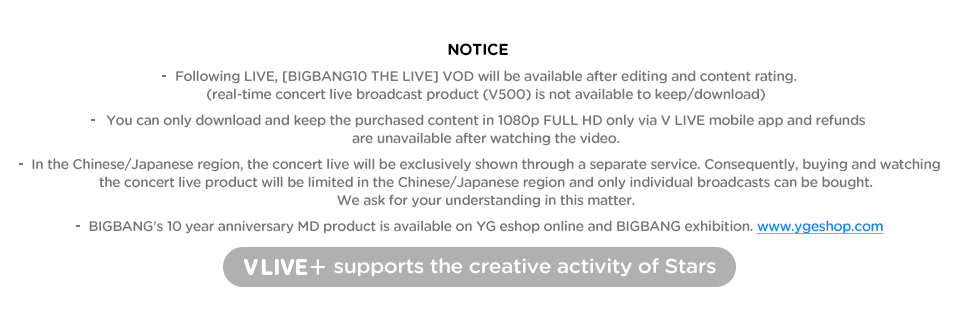 NOTICE
- Following LIVE, [BIGBANG10 THE LIVE] VOD will be available after editing and content rating.
(real-time concert live broadcast product (V500) is not available to keep/download)
- You can only download and keep the purchased content in 1080p FULL HD only via V LIVE mobile app and refunds
are unavailable after watching the video.
- In the Chinese/Japanese region, the concert live will be exclusively shown through a separate service. Consequently, buying and watching
the concert live product will be limited in the Chinese/Japanese region and only individual broadcasts can be bought.
We ask for your understanding in this matter.
- BIGBANG's 10 year anniversary MD product is available on YG eshop online and BIGBANG exhibition. www.ygeshop.com
V LIVE+ supports the creative activity of Stars